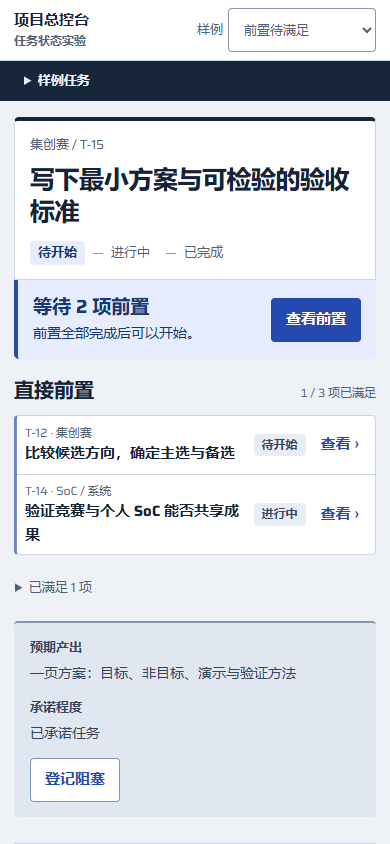 项目总控台
任务状态实验
样例
前置待满足
▶ 样例任务
集创赛 / T-15
写下最小方案与可检验的验收
标准
待开始 — 进行中 — 已完成
等待 2 项前置
前置全部完成后可以开始。
查看前置
直接前置
1 / 3 项已满足
T-12 · 集创赛
比较候选方向，确定主选与备选
待开始
查看 ›
T-14 · SoC / 系统
验证竞赛与个人 SoC 能否共享成
果
进行中
查看 ›
▶ 已满足 1 项
预期产出
一页方案：目标、非目标、演示与验证方法
承诺程度
已承诺任务
登记阻塞